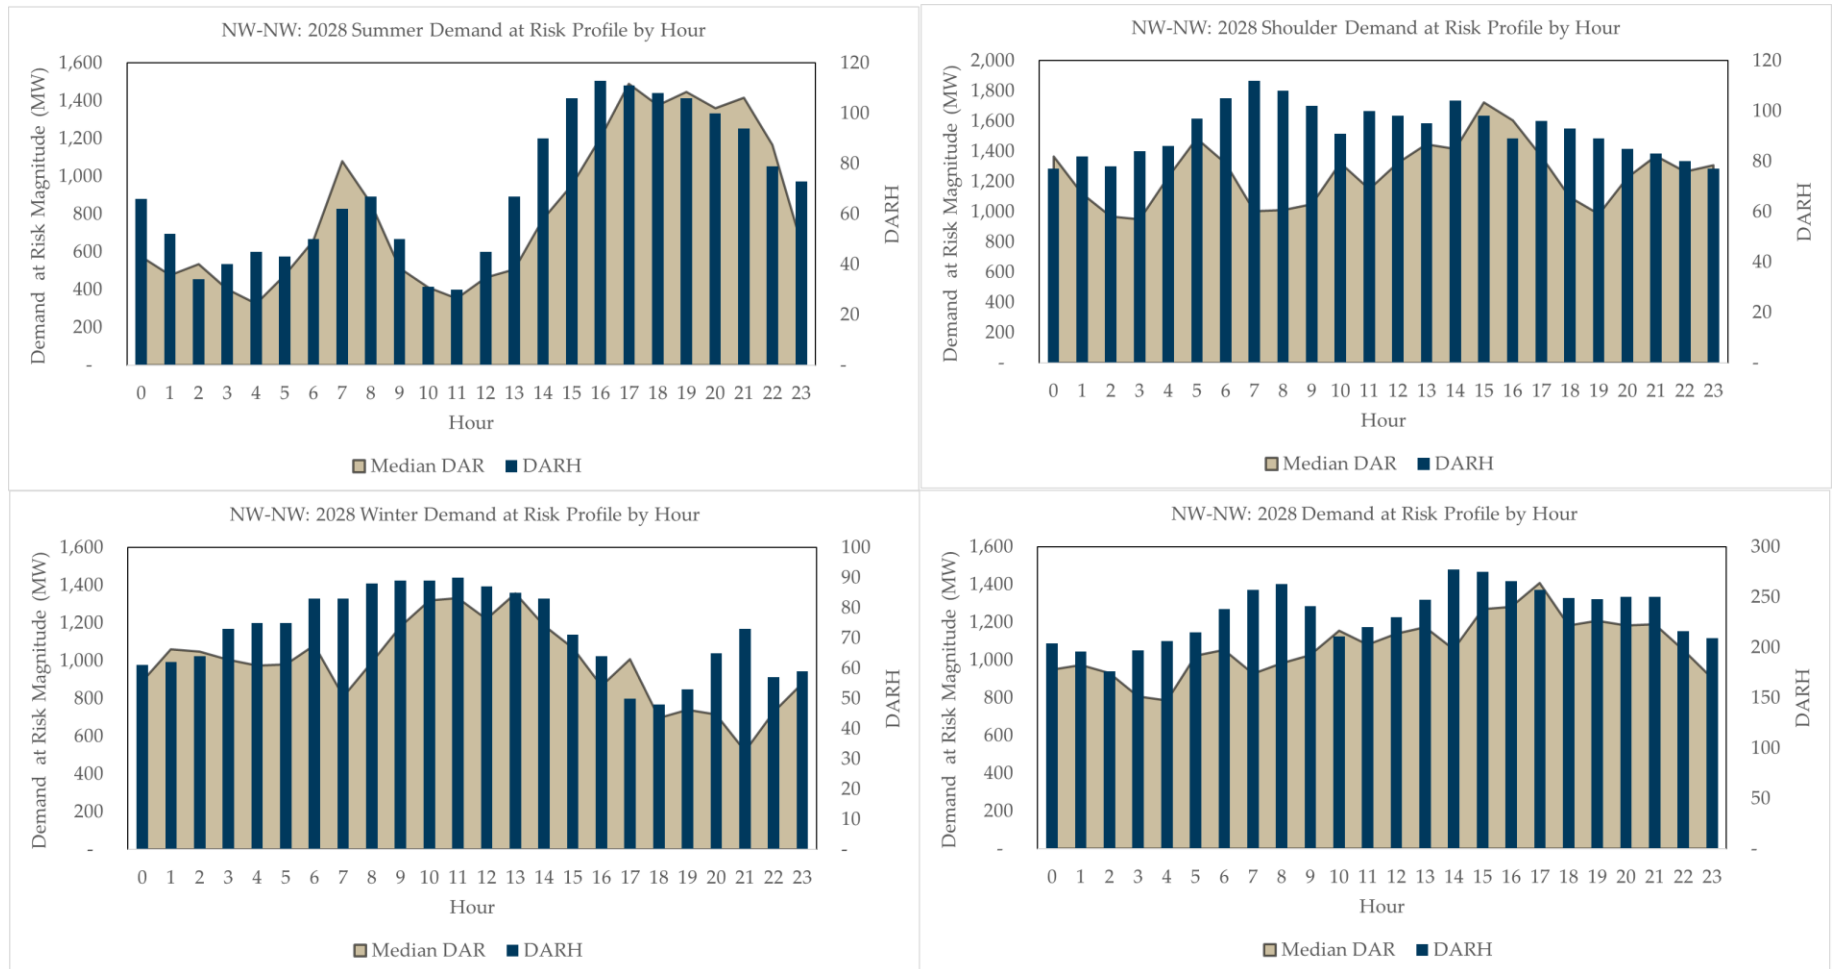 NW-NW: 2028 Summer Demand at Risk Profile by Hour
Demand at Risk Magnitude (MW)
1,600
1,400
1,200
1,000
800
600
400
200
-
120
100
80
60
40
20
-
DARH
0 1 2 3 4 5 6 7 8 9 10 11 12 13 14 15 16 17 18 19 20 21 22 23
Hour
Median DAR DARH
NW-NW: 2028 Shoulder Demand at Risk Profile by Hour
Demand at Risk Magnitude (MW)
2,000
1,800
1,600
1,400
1,200
1,000
800
600
400
200
-
120
100
80
60
40
20
-
DARH
0 1 2 3 4 5 6 7 8 9 10 11 12 13 14 15 16 17 18 19 20 21 22 23
Hour
Median DAR DARH
NW-NW: 2028 Winter Demand at Risk Profile by Hour
Demand at Risk Magnitude (MW)
1,600
1,400
1,200
1,000
800
600
400
200
-
100
90
80
70
60
50
40
30
20
10
-
DARH
0 1 2 3 4 5 6 7 8 9 10 11 12 13 14 15 16 17 18 19 20 21 22 23
Hour
Median DAR DARH
NW-NW: 2028 Demand at Risk Profile by Hour
Demand at Risk Magnitude (MW)
1,600
1,400
1,200
1,000
800
600
400
200
-
300
250
200
150
100
50
-
DARH
0 1 2 3 4 5 6 7 8 9 10 11 12 13 14 15 16 17 18 19 20 21 22 23
Hour
Median DAR DARH